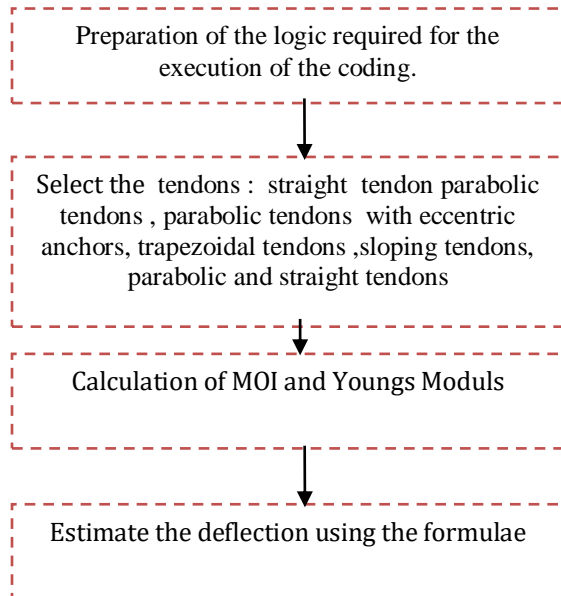 Preparation of the logic required for the
execution of the coding.
Select the tendons : straight tendon parabolic
tendons , parabolic tendons with eccentric
anchors, trapezoidal tendons ,sloping tendons,
parabolic and straight tendons
Calculation of MOI and Youngs Moduls
Estimate the deflection using the formulae